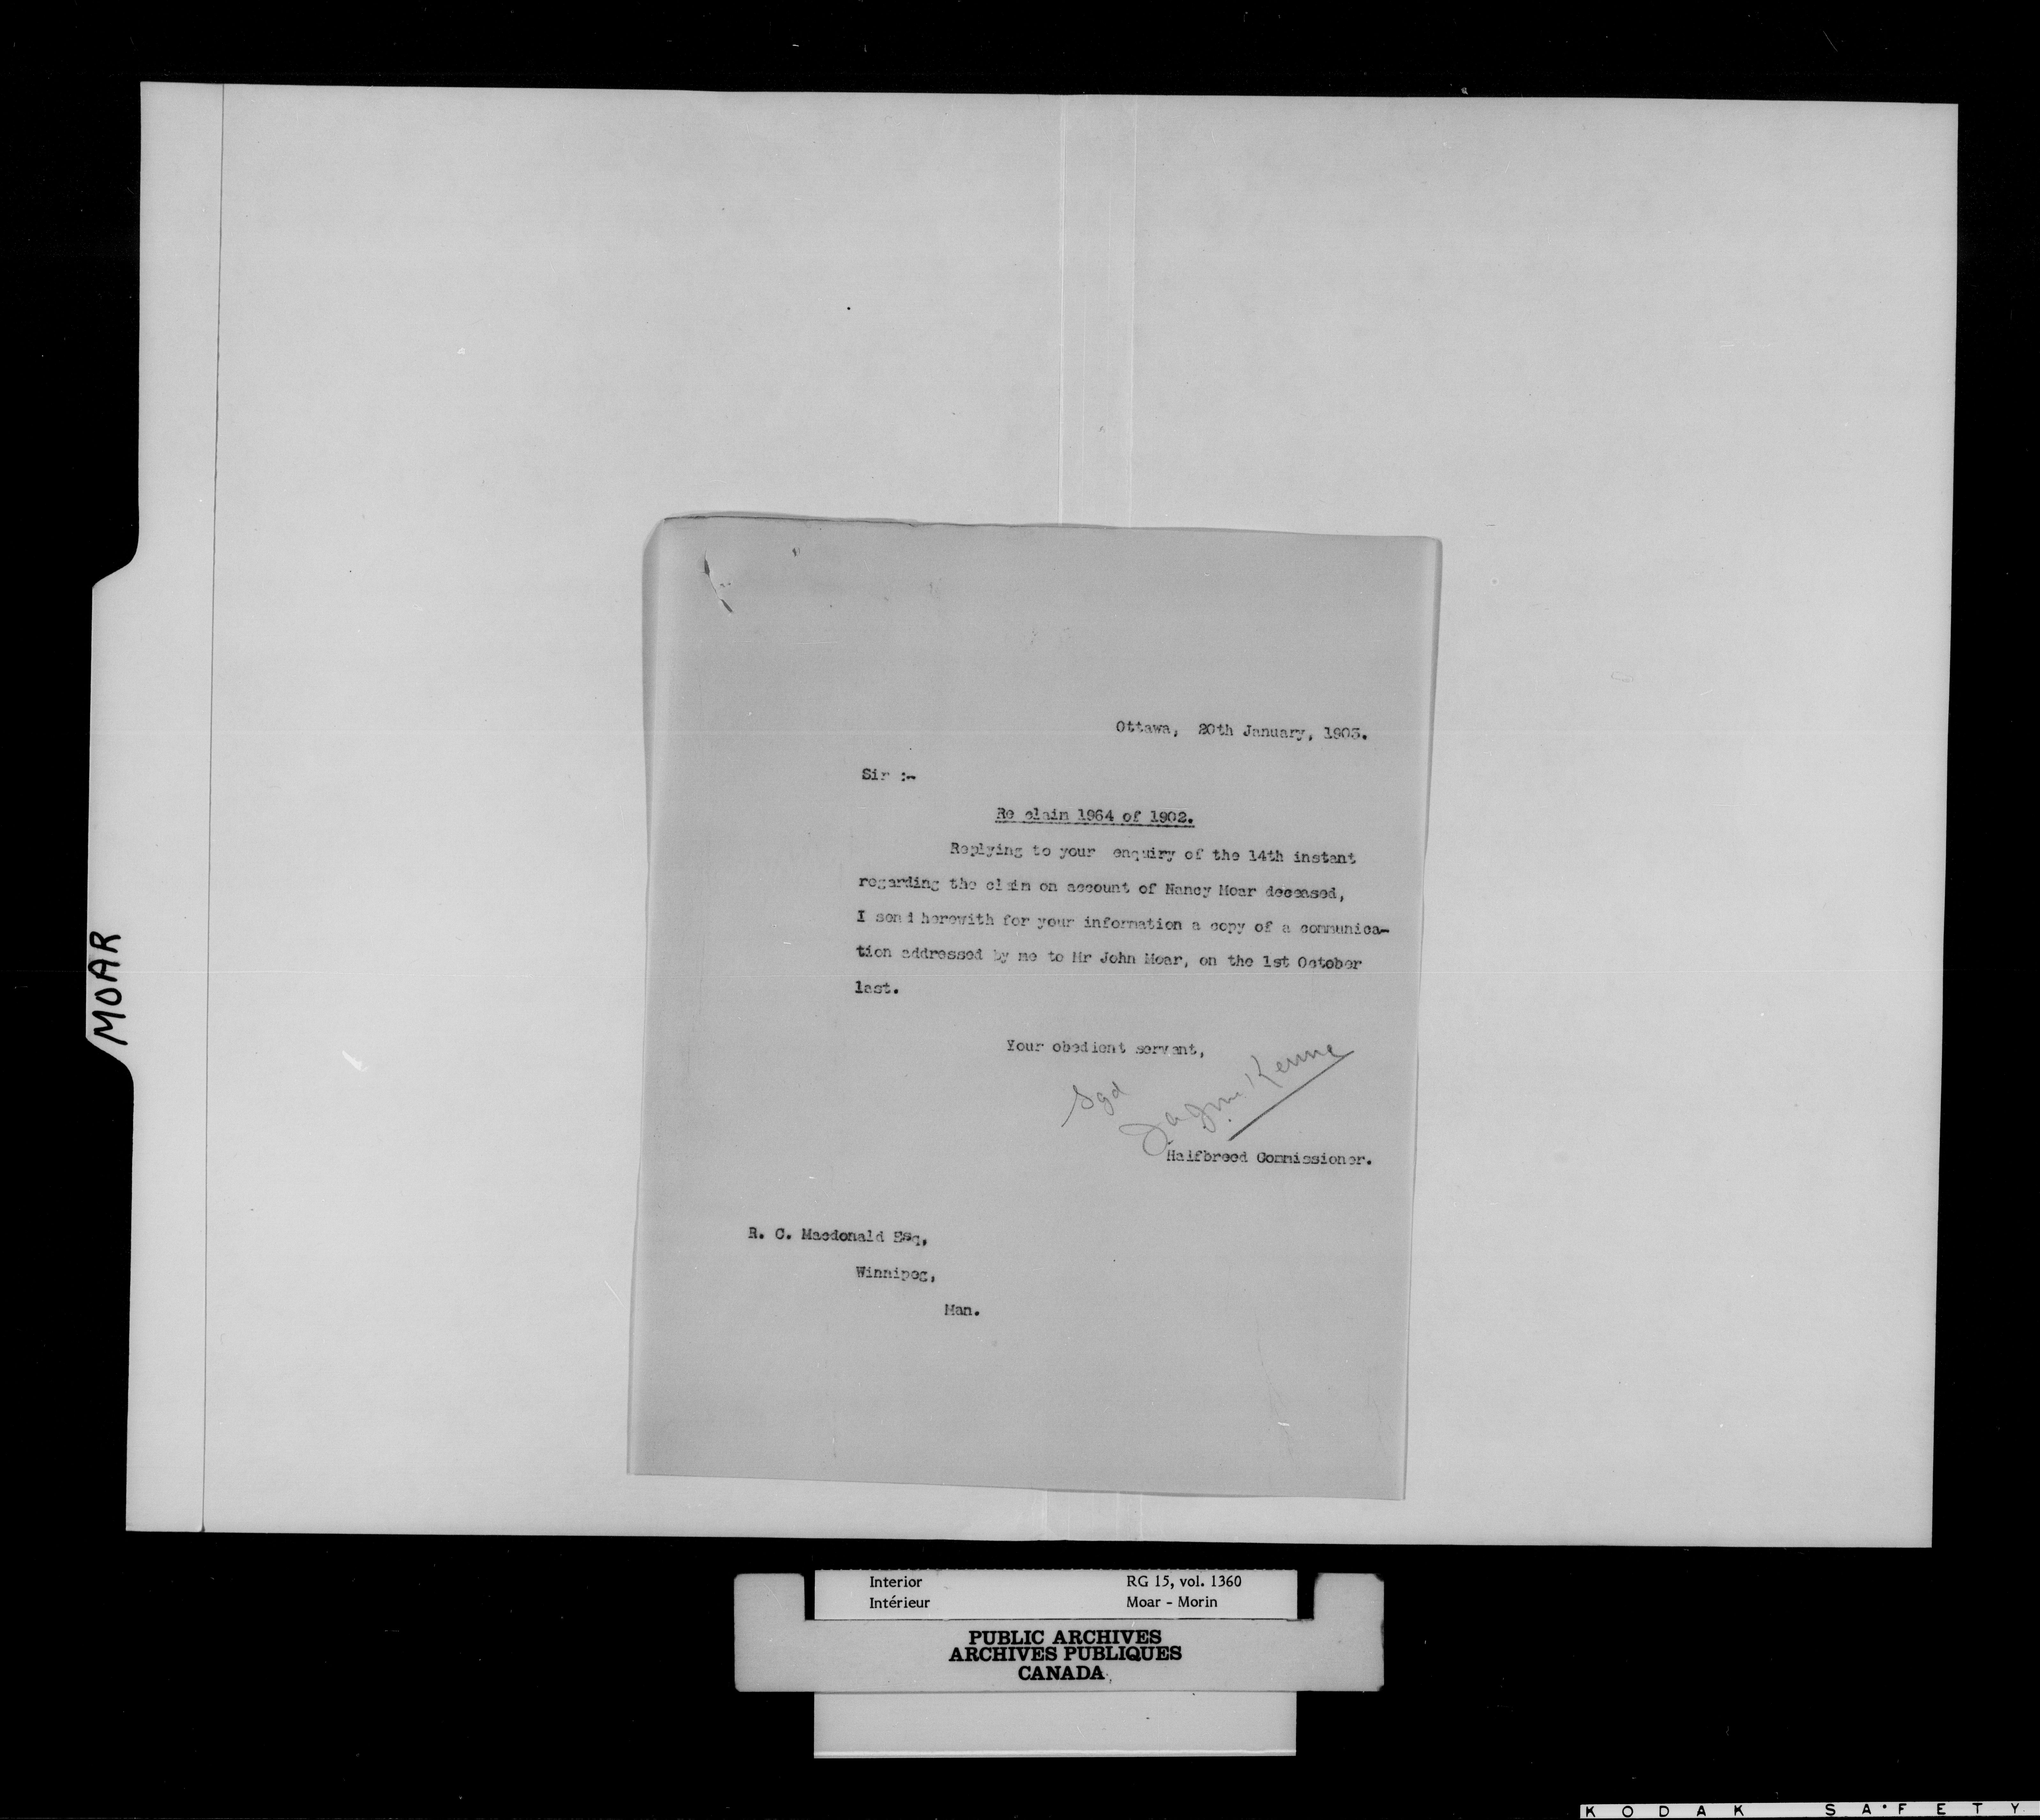 MOAR
Ottawa, 20th January, 1903.
Sir :-
Re claim 1964 of 1902.
Replying to your enquiry of the 14th instant
regarding the claim on account of Nancy Moar deceased,
I send herewith for your information a copy of a communica-
tion addressed by me to Mr John Moar, on the 1st October
last.
Your obedient servant,
Sgd
J a J McKenna
Halfbreed Commissioner.
R. C. Macdonald Esq,
Winnipeg,
Man.
Interior RG 15, vol. 1360
Intérieur Moar - Morin
PUBLIC ARCHIVES
ARCHIVES PUBLIQUES
CANADA
KODAK SAFETY